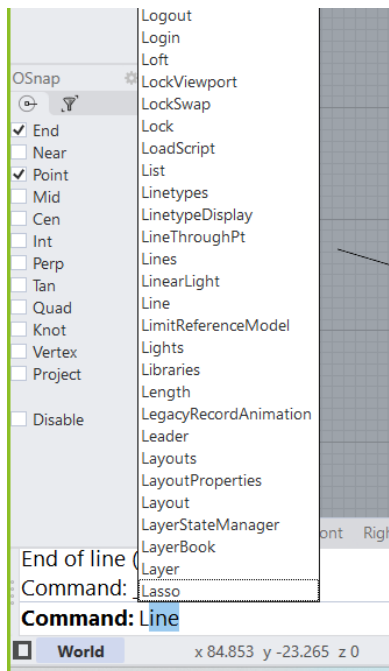 Logout
Login
Loft
LockViewport
LockSwap
Lock
LoadScript
List
Linetypes
LinetypeDisplay
LineThroughPt
Lines
LinearLight
Line
LimitReferenceModel
Lights
Libraries
Length
LegacyRecordAnimation
Leader
Layouts
LayoutProperties
Layout
LayerStateManager
LayerBook
Layer
Lasso
OSnap
End
Near
Point
Mid
Cen
Int
Perp
Tan
Quad
Knot
Vertex
Project
Disable
ont Righ
End of line (
Command: _
Command: Line
World x 84.853 y -23.265 z 0